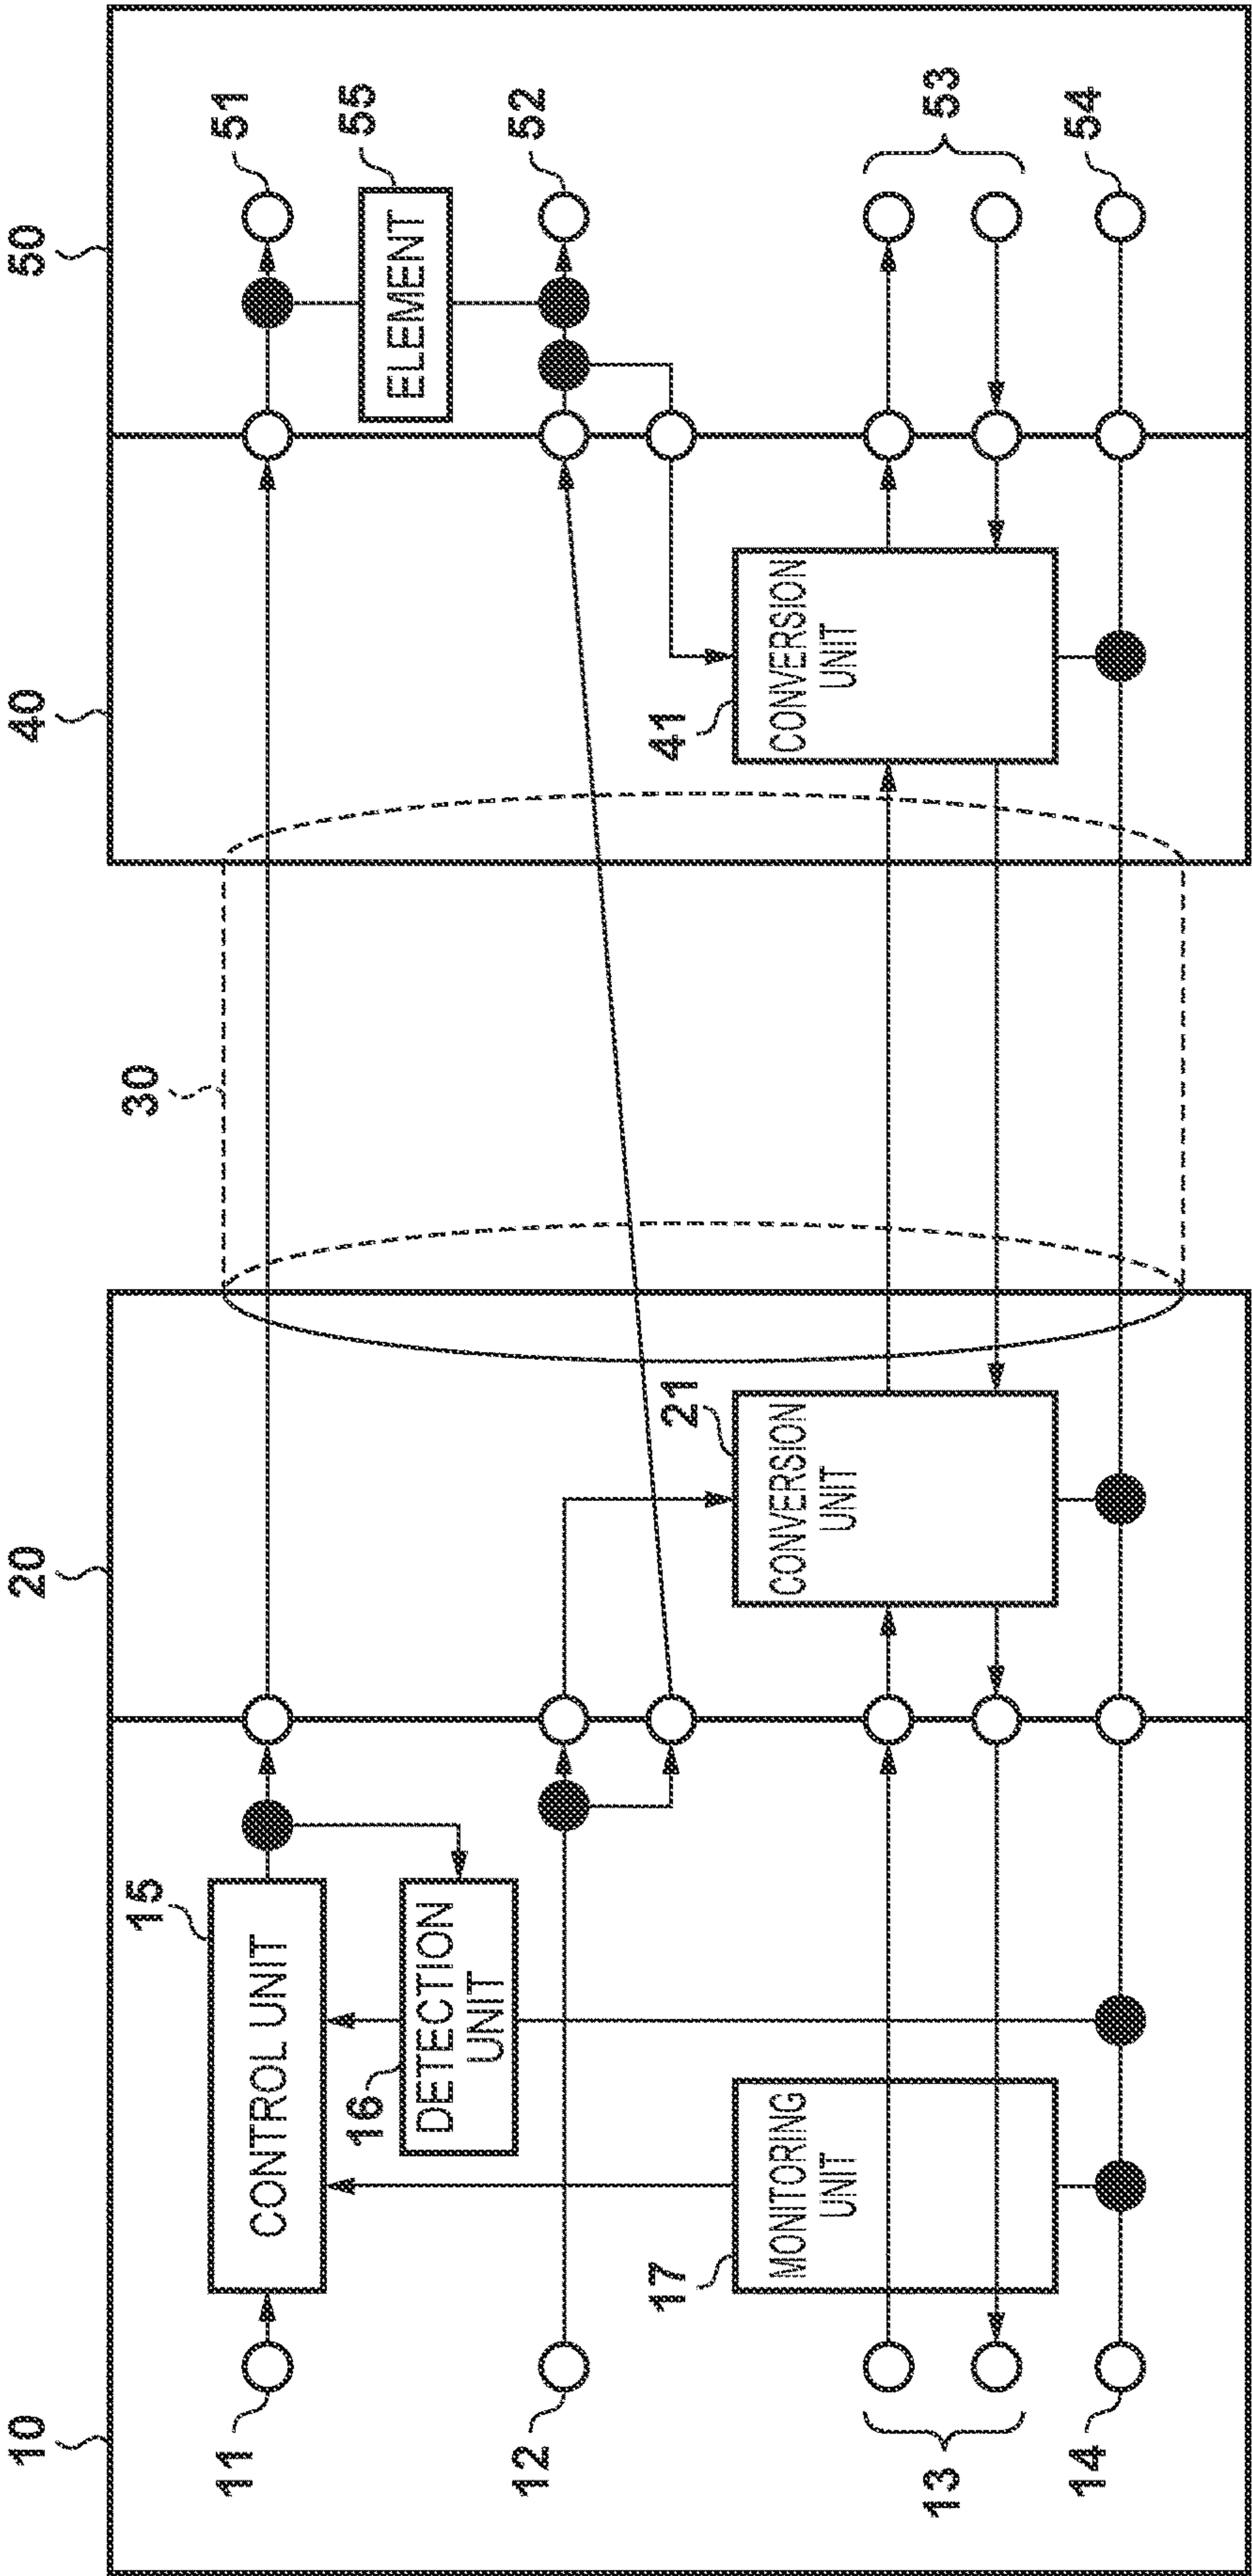 10
20
30
40
50
11
15
CONTROL UNIT
51
16
DETECTION
UNIT
55
ELEMENT
12
52
17
MONITORING
UNIT
21
CONVERSION
UNIT
41
CONVERSION
UNIT
13
53
14
54